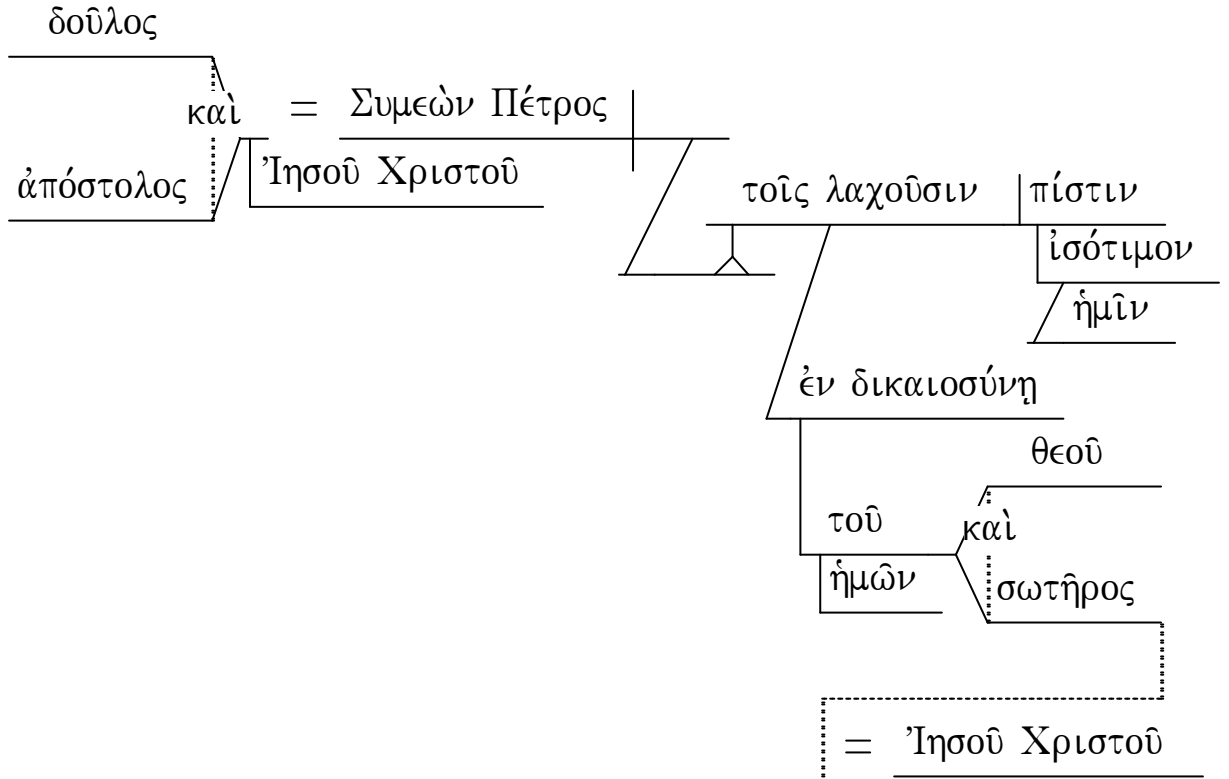 δοῦλος
καὶ = Συμεὼν Πέτρος
ἀπόστολος Ἰησοῦ Χριστοῦ
τοῖς λαχοῦσιν πίστιν
ἰσότιμον
ἡμῖν
ἐν δικαιοσύνῃ
θεοῦ
τοῦ καὶ
ἡμῶν σωτῆρος
= Ἰησοῦ Χριστοῦ